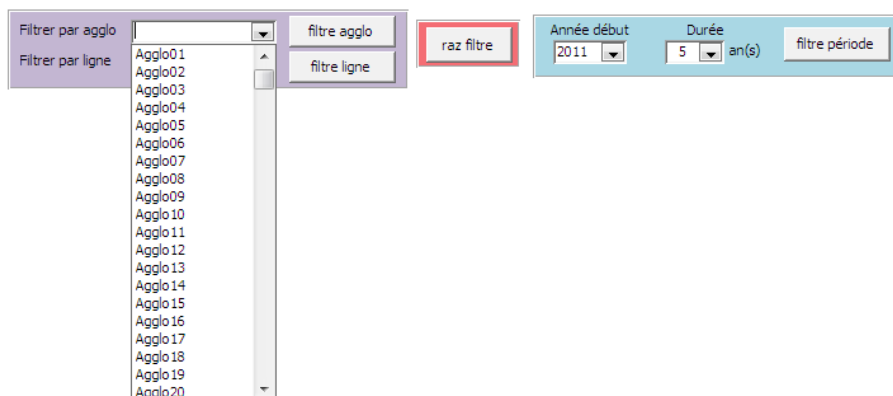 Filtrer par agglo
filtre agglo
Filtrer par ligne
filtre ligne
Agglo01
Agglo02
Agglo03
Agglo04
Agglo05
Agglo06
Agglo07
Agglo08
Agglo09
Agglo10
Agglo11
Agglo12
Agglo13
Agglo14
Agglo15
Agglo16
Agglo17
Agglo18
Agglo19
Agglo20
raz filtre
Année début
Durée
2011
5 an(s)
filtre période